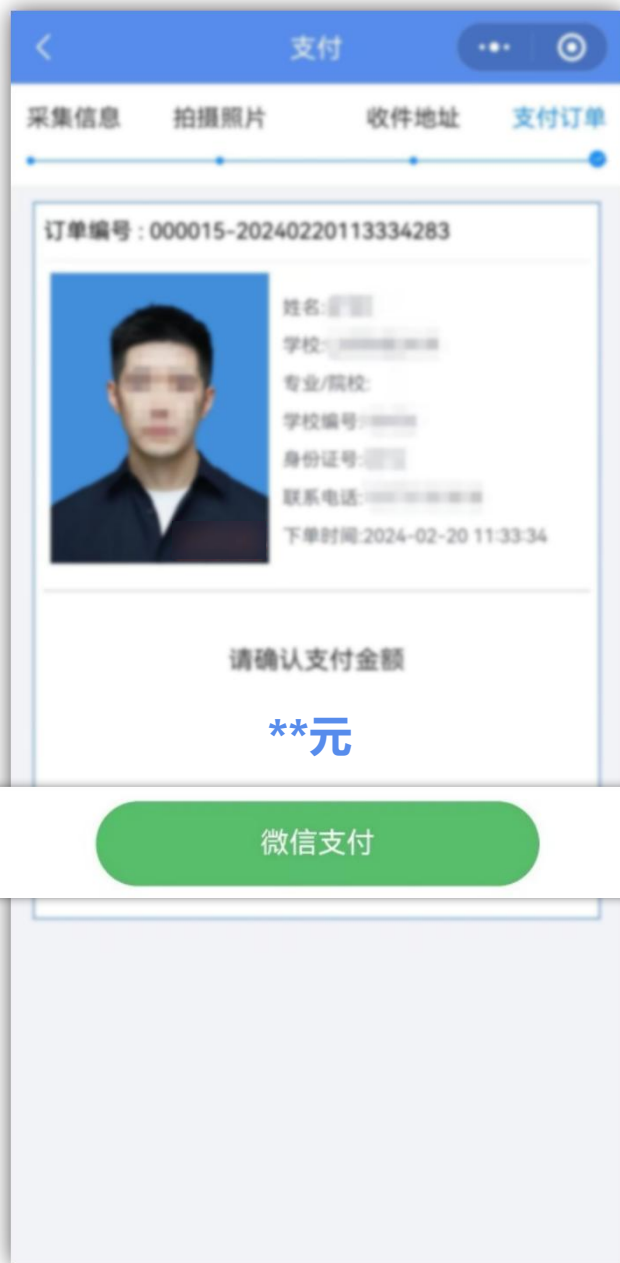 支付
采集信息 拍摄照片 收件地址 支付订单
订单编号：000015-20240220113334283
姓名:
学校:
专业/院校:
学校编号:
身份证号:
联系电话:
下单时间:2024-02-20 11:33:34
请确认支付金额
**元
微信支付